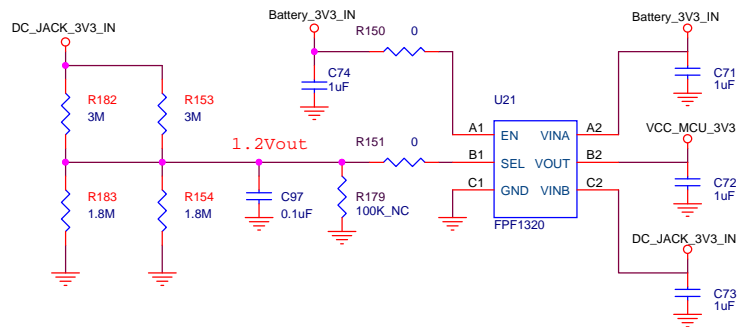 DC_JACK_3V3_IN
R182
3M
R153
3M
R183
1.8M
R154
1.8M
1.2Vout
C97
0.1uF
R179
100K_NC
Battery_3V3_IN
C74
1uF
R150 0
R151 0
U21
A1 EN VINA A2
B1 SEL VOUT B2
C1 GND VINB C2
FPF1320
Battery_3V3_IN
C71
1uF
VCC_MCU_3V3
C72
1uF
DC_JACK_3V3_IN
C73
1uF